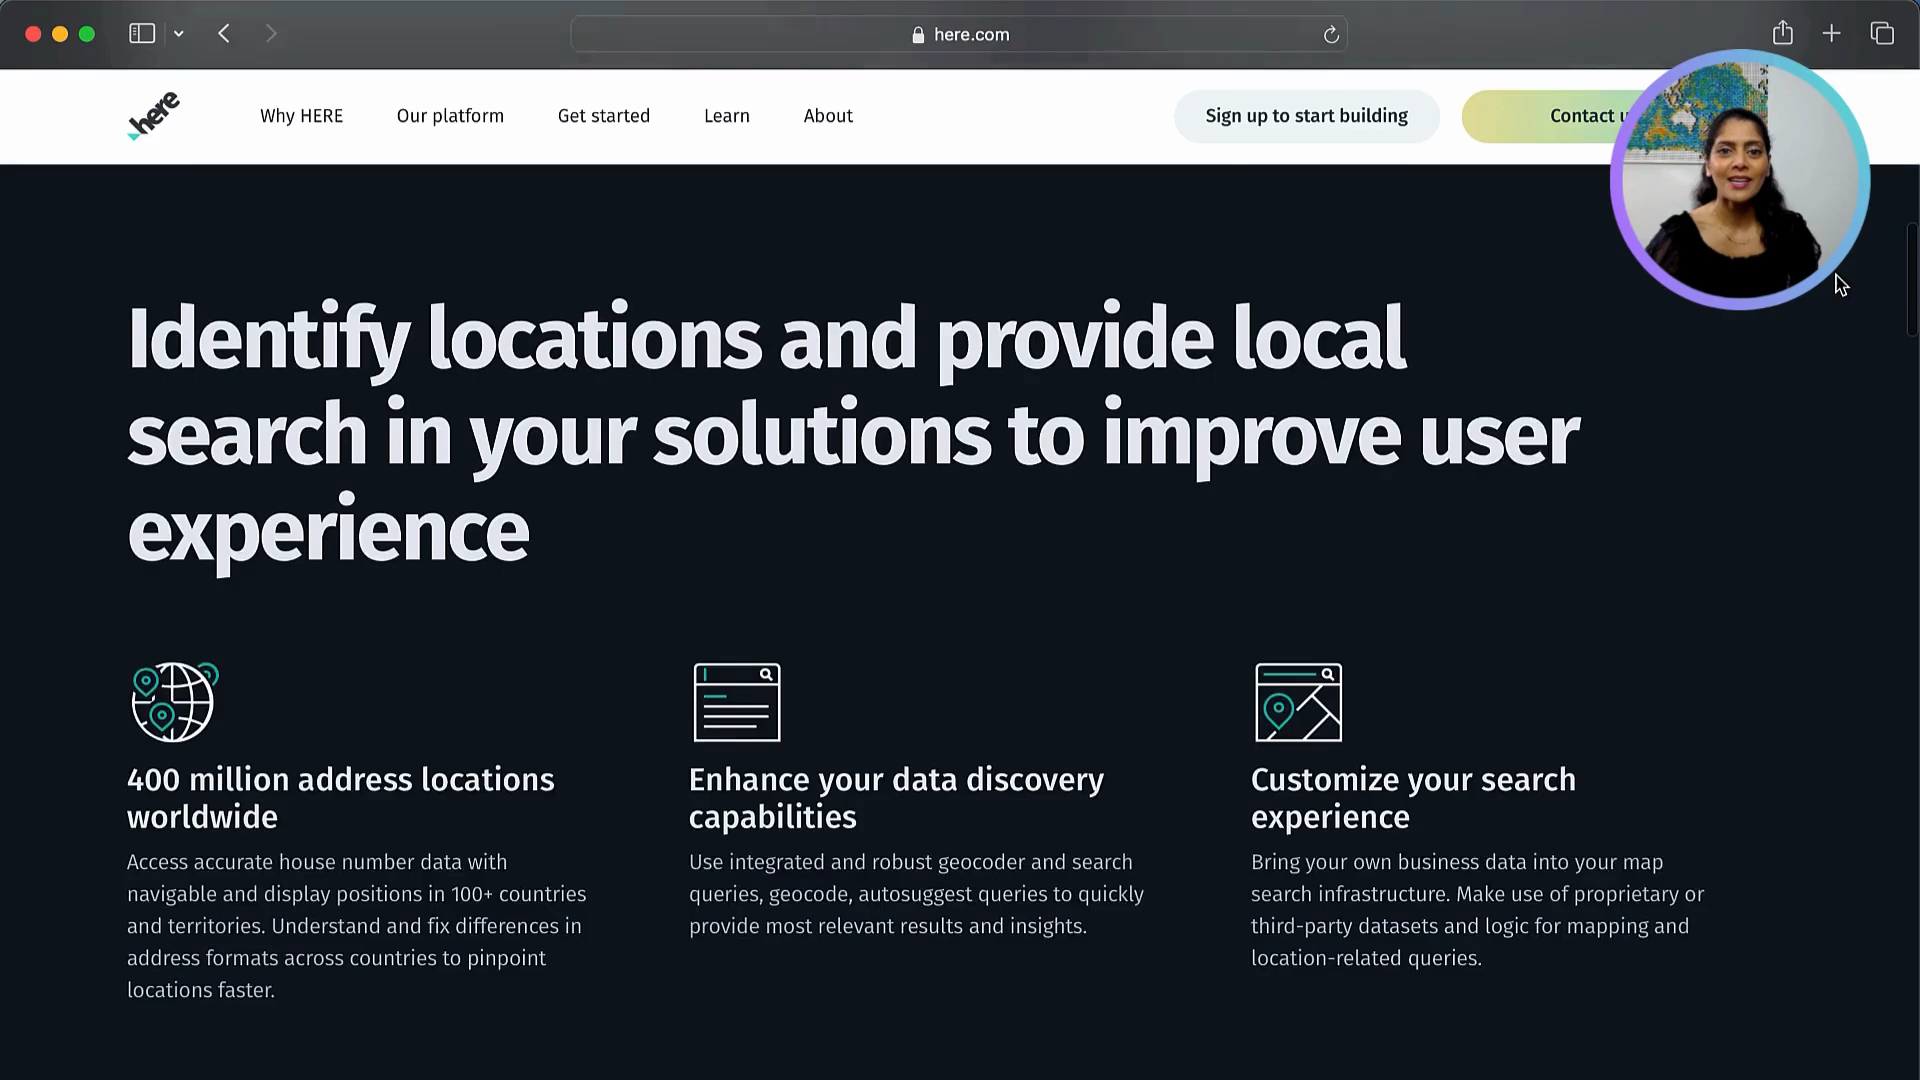 here.com
here
Why HERE
Our platform
Get started
Learn
About
Sign up to start building
Contact
Identify locations and provide local
search in your solutions to improve user
experience
400 million address locations
worldwide
Access accurate house number data with
navigable and display positions in 100+ countries
and territories. Understand and fix differences in
address formats across countries to pinpoint
locations faster.
Enhance your data discovery
capabilities
Use integrated and robust geocoder and search
queries, geocode, autosuggest queries to quickly
provide most relevant results and insights.
Customize your search
experience
Bring your own business data into your map
search infrastructure. Make use of proprietary or
third-party datasets and logic for mapping and
location-related queries.